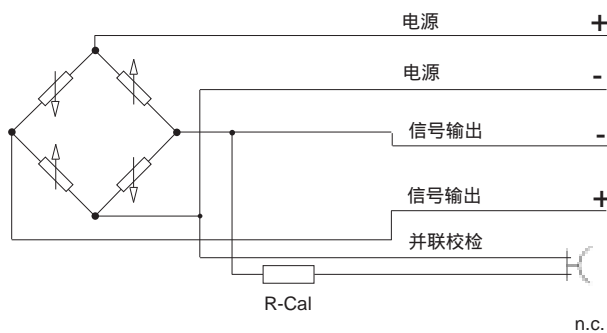 电源 +
电源 -
信号输出 -
信号输出 +
并联校检
R-Cal
n.c.